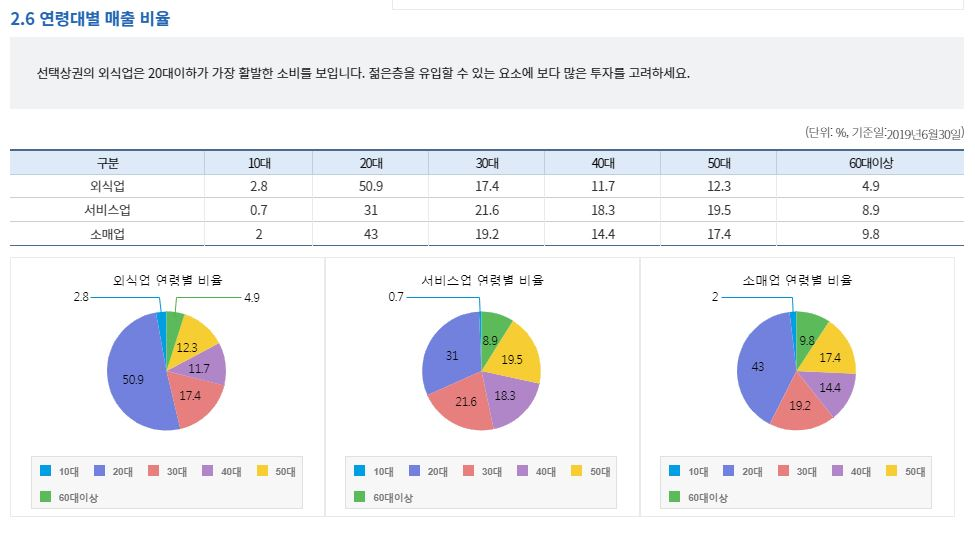 2.6 연령대별 매출 비율
선택상권의 외식업은 20대이하가 가장 활발한 소비를 보입니다. 젊은층을 유입할 수 있는 요소에 보다 많은 투자를 고려하세요.
(단위: %, 기준일:2019년6월30일)
구분 10대 20대 30대 40대 50대 60대이상
외식업 2.8 50.9 17.4 11.7 12.3 4.9
서비스업 0.7 31 21.6 18.3 19.5 8.9
소매업 2 43 19.2 14.4 17.4 9.8
외식업 연령별 비율
2.8
4.9
12.3
11.7
50.9
17.4
10대 20대 30대 40대 50대
60대이상
서비스업 연령별 비율
0.7
8.9
31
19.5
21.6
18.3
10대 20대 30대 40대 50대
60대이상
소매업 연령별 비율
2
9.8
17.4
43
14.4
19.2
10대 20대 30대 40대 50대
60대이상